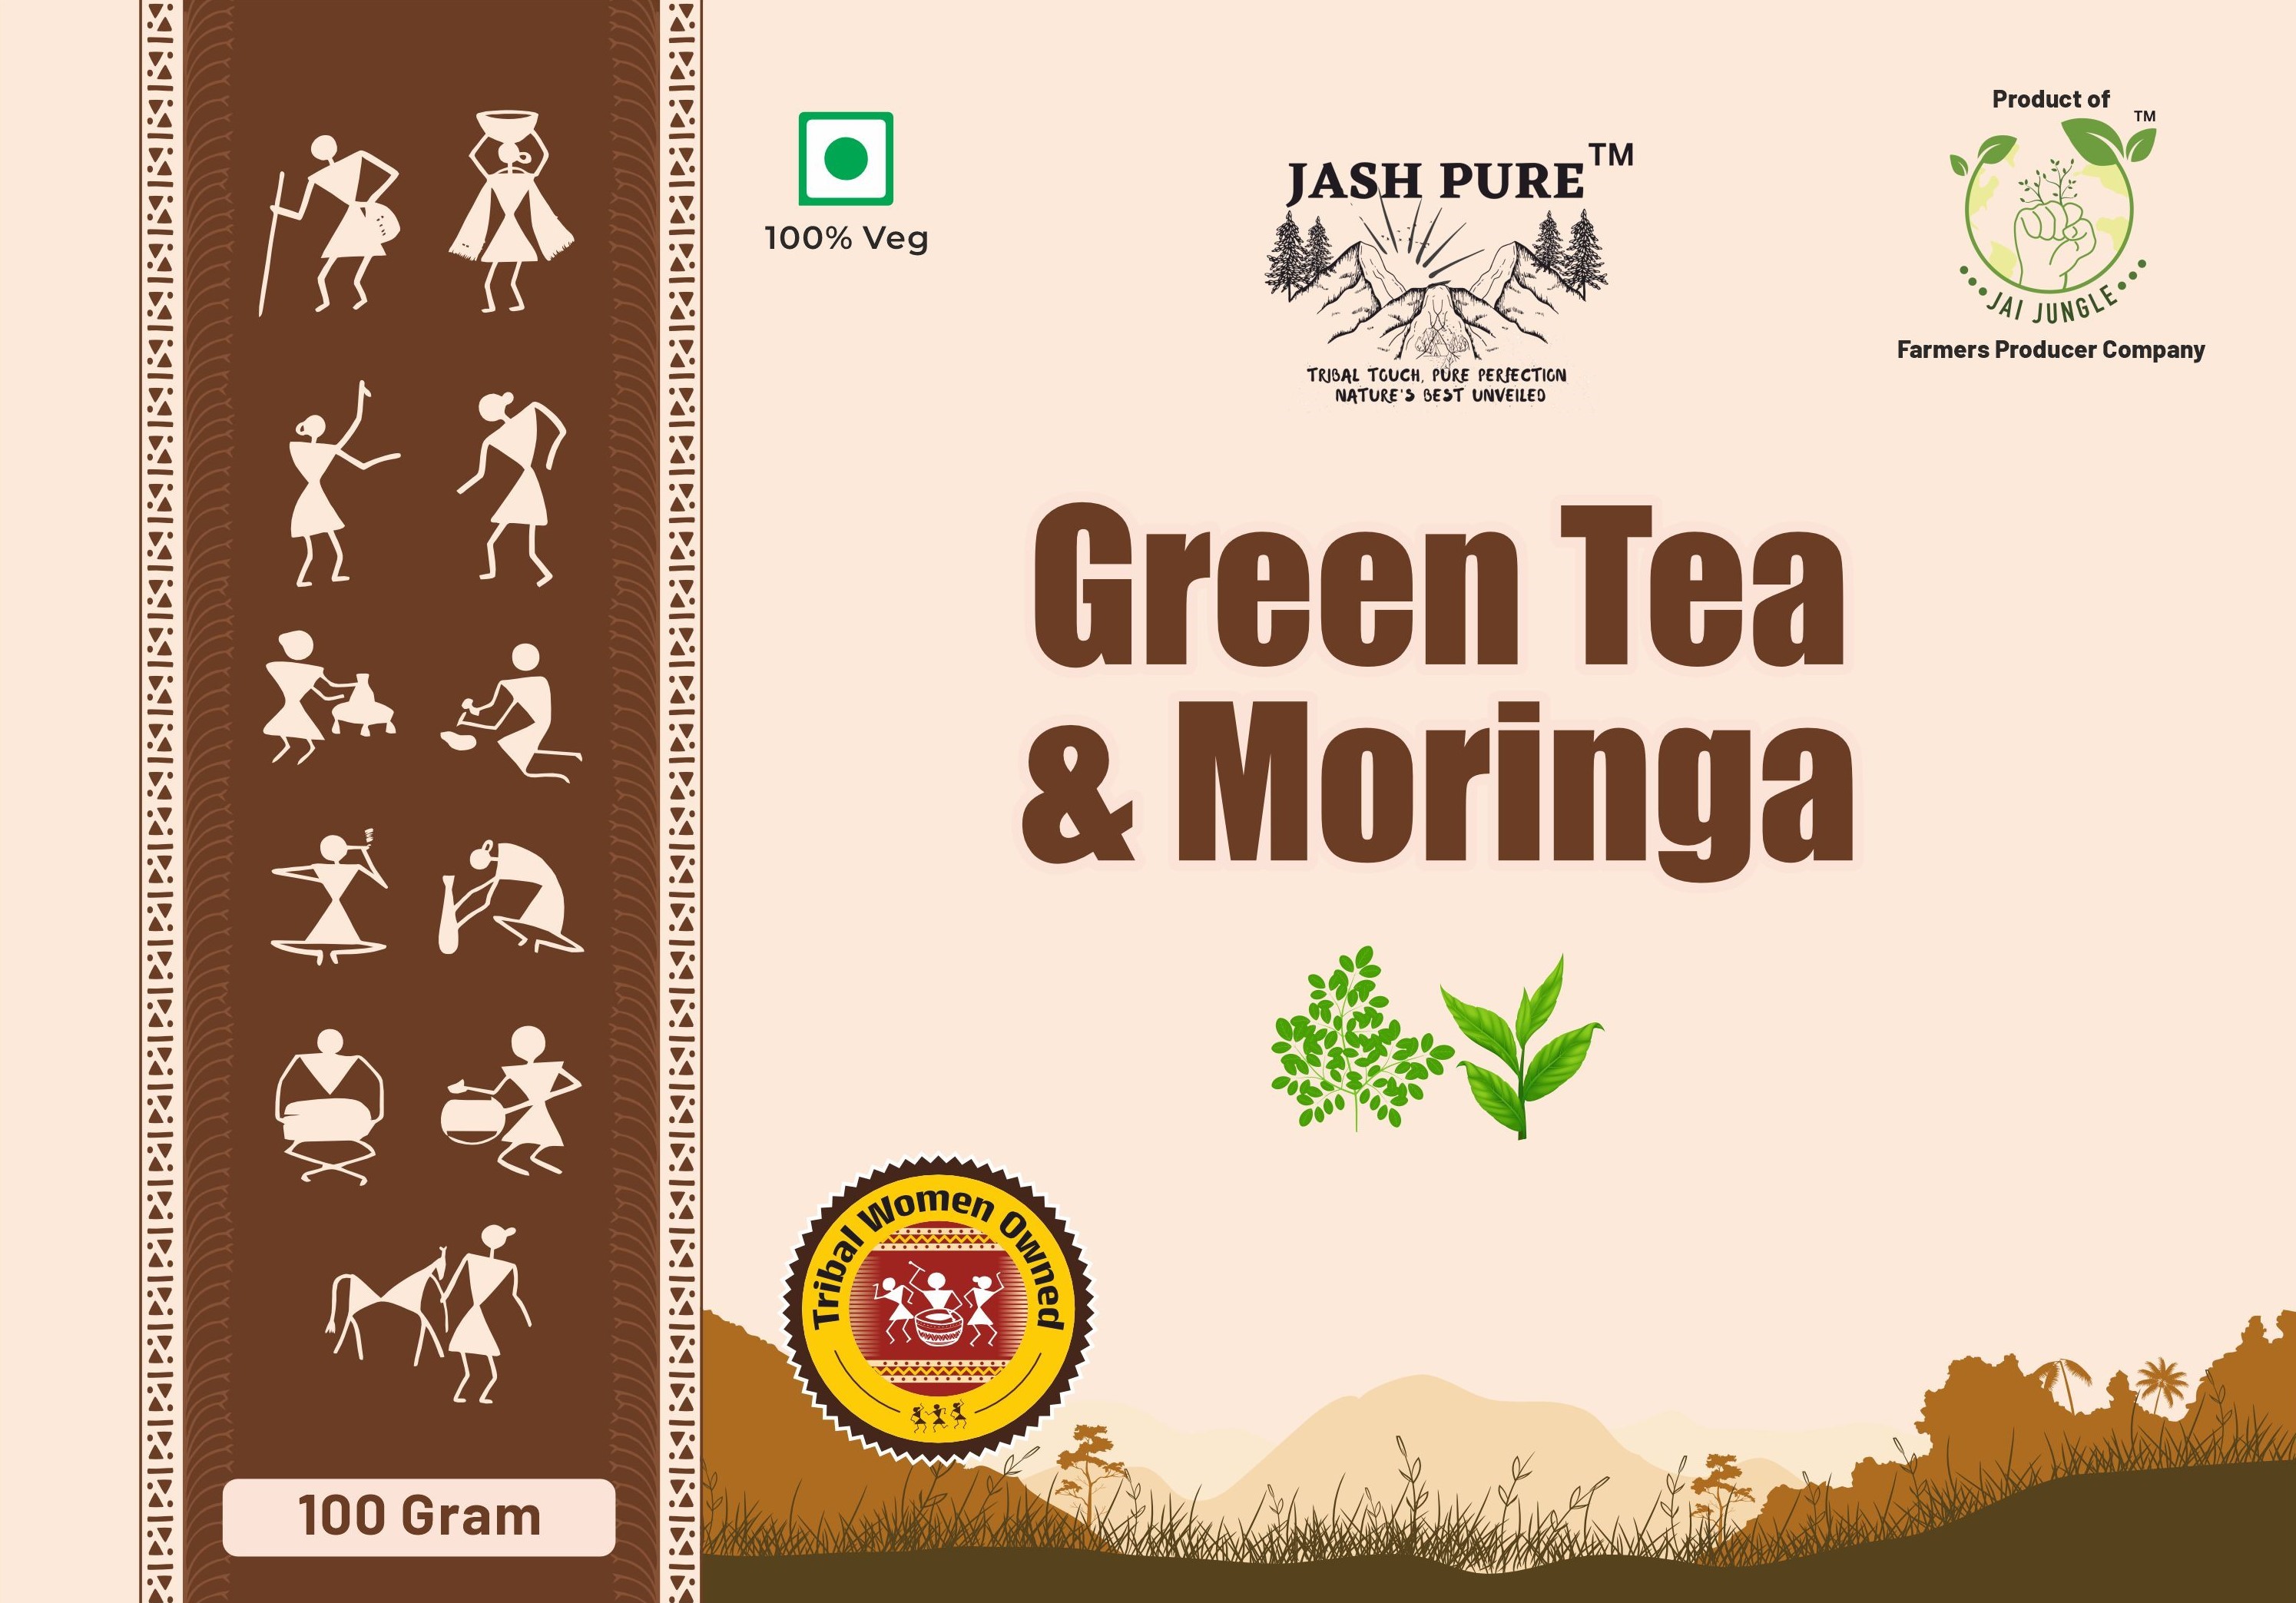 100% Veg
JASH PURE™
TRIBAL TOUCH, PURE PERFECTION
NATURE'S BEST UNVEILED
Product of
TM
JAI JUNGLE
Farmers Producer Company
Green Tea
& Moringa
Tribal Women Owned
100 Gram